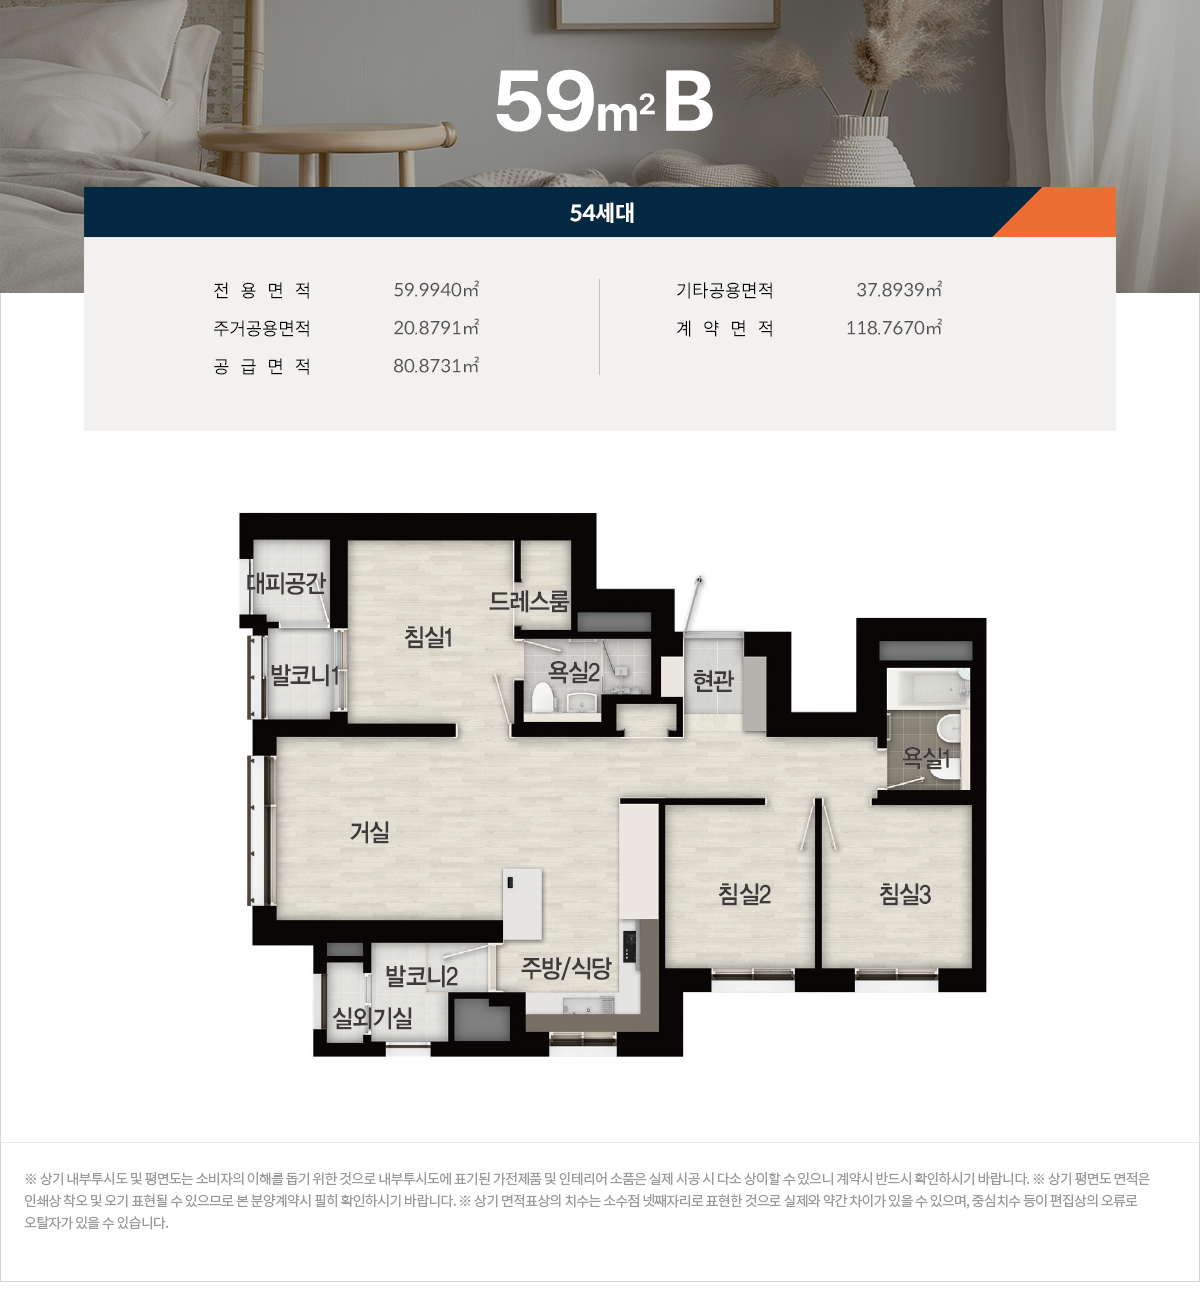 59m² B
54세대
전 용 면 적 59.9940㎡
주거공용면적 20.8791㎡
공 급 면 적 80.8731㎡
기타공용면적 37.8939㎡
계 약 면 적 118.7670㎡
대피공간
드레스룸
침실1
발코니1
욕실2
현관
욕실1
거실
침실2
침실3
주방/식당
발코니2
실외기실
※ 상기 내부투시도 및 평면도는 소비자의 이해를 돕기 위한 것으로 내부투시도에 표기된 가전제품 및 인테리어 소품은 실제 시공 시 다소 상이할 수 있으니 계약시 반드시 확인하시기 바랍니다. ※ 상기 평면도 면적은
인쇄상 착오 및 오기 표현될 수 있으므로 본 분양계약시 필히 확인하시기 바랍니다. ※ 상기 면적표상의 치수는 소수점 넷째자리로 표현한 것으로 실제와 약간 차이가 있을 수 있으며, 중심치수 등이 편집상의 오류로
오탈자가 있을 수 있습니다.